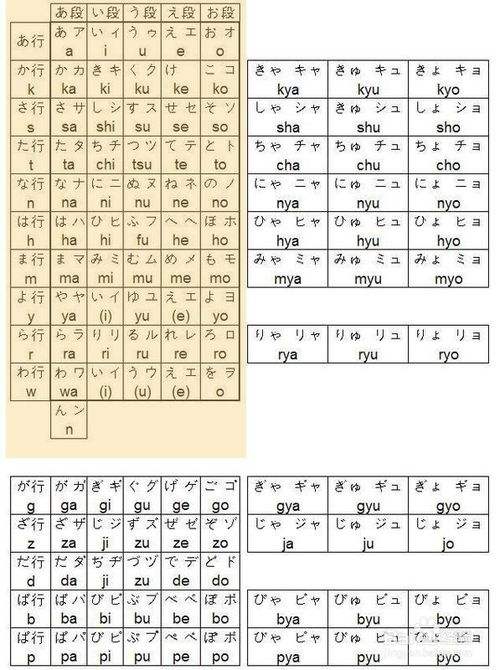 あ段 い段 う段 え段 お段
あ行 あ ア い イ う ゥ え エ お オ
a i u e o
か行 か カ き キ く ク け こ コ きゃ キャ きゅ キュ きょ キョ
k ka ki ku ke ko kya kyu kyo
さ行 さ サ し シ す ス せ セ そ ソ しゃ シャ きゅ シュ しょ ショ
s sa shi su se so sha shu sho
た行 た タ ち チ つ ツ て テ と ト ちゃ チャ ちゅ チュ ちょ チョ
t ta chi tsu te to cha chu cho
な行 な ナ に ニ ぬ ヌ ね ネ の ノ にゃ ニャ にゅ ニュ にょ ニョ
n na ni nu ne no nya nyu nyo
は行 は ハ ひ ヒ ふ フ へ ヘ ほ ホ ひゃ ヒャ ひゅ ヒュ ひょ ヒョ
h ha hi fu he ho hya hyu hyo
ま行 ま マ み ミ む ム め メ も モ みゃ ミャ みゅ ミュ みょ ミョ
m ma mi mu me mo mya myu myo
よ行 や ヤ い イ ゆ ユ え エ よ ヨ
y ya (i) yu (e) yo
ら行 ら ラ り リ る ル れ レ ろ ロ りゃ リャ りゅ リュ りょ リョ
r ra ri ru re ro rya ryu ryo
わ行 わ ワ い イ う ウ え エ を ヲ
w wa (i) (u) (e) o
ん ン
n
が行 が ガ ぎ ギ ぐ グ げ ゲ ご ゴ ぎゃ ギャ ぎゅ ギュ ぎょ ギョ
g ga gi gu ge go gya gyu gyo
ざ行 ざ ザ じ ジ ず ズ ぜ ゼ ぞ ゾ じゃ ジャ じゅ ジュ じょ ジョ
z za ji zu ze zo ja ju jo
だ行 だ ダ ぢ ヂ づ ヅ で デ ど ド
d da ji zu de do
ば行 ば バ び ビ ぶ ブ べ ベ ぼ ボ びゃ ビャ びゅ ビュ びょ ビョ
b ba bi bu be bo bya byu byo
ぱ行 ぱ パ ぴ ピ ぷ プ ぺ ペ ぽ ポ ぴゃ ピャ ぴゅ ピュ ぴょ ピョ
p pa pi pu pe po pya pyu pyo